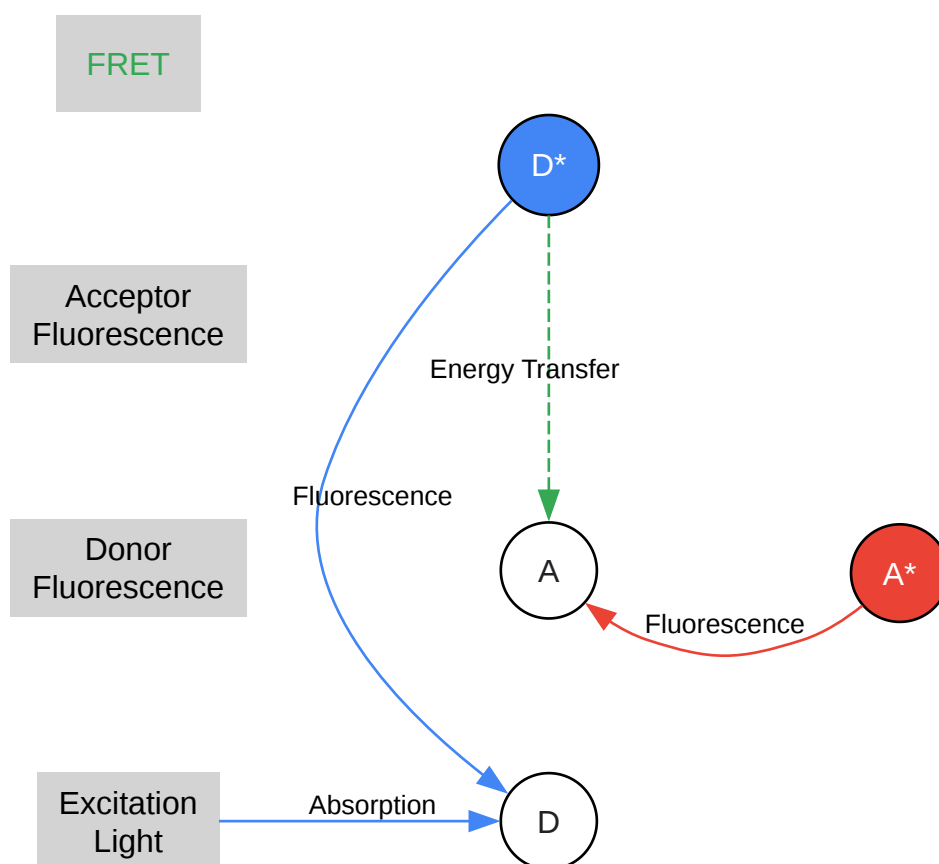 FRET
D*
Acceptor
Fluorescence
Energy Transfer
Fluorescence
Donor
Fluorescence
A
A*
Fluorescence
Excitation
Light
Absorption
D